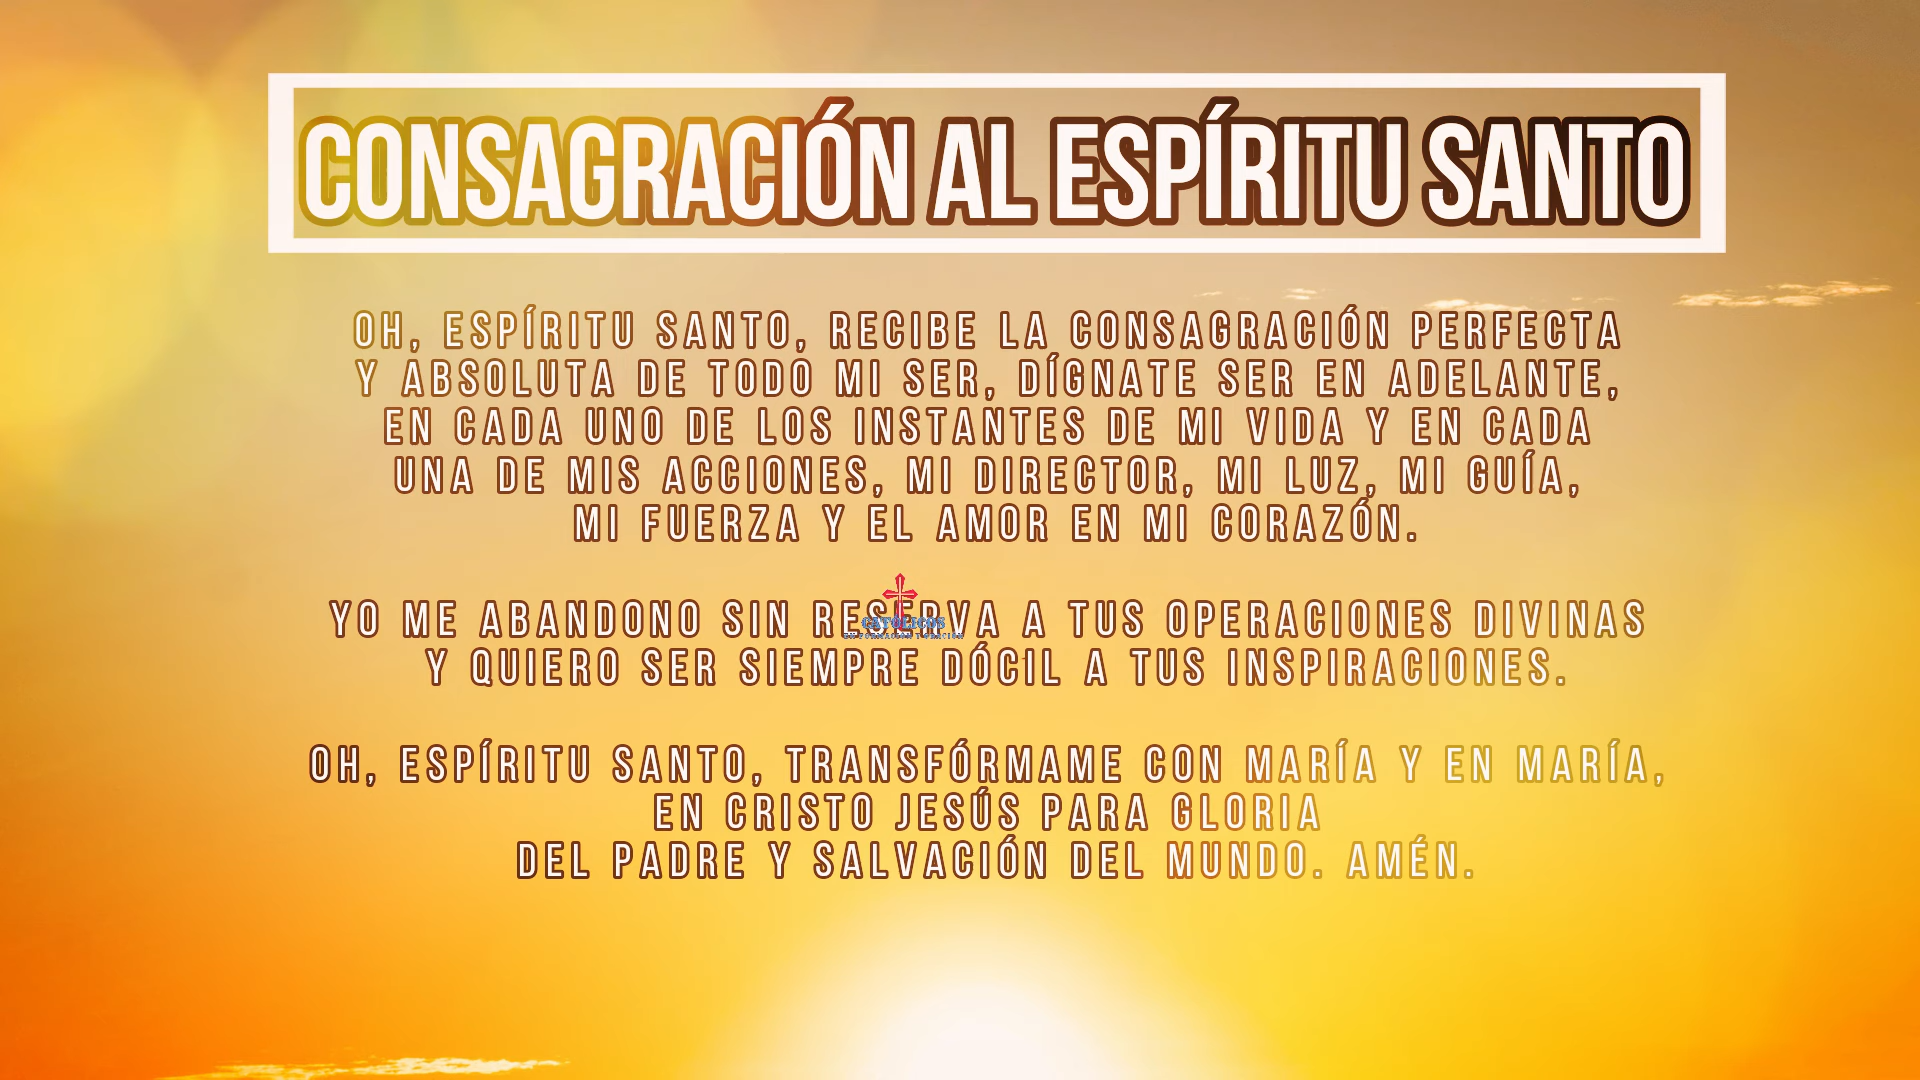 CONSAGRACIÓN AL ESPÍRITU SANTO
OH, ESPÍRITU SANTO, RECIBE LA CONSAGRACIÓN PERFECTA
Y ABSOLUTA DE TODO MI SER, DÍGNATE SER EN ADELANTE,
EN CADA UNO DE LOS INSTANTES DE MI VIDA Y EN CADA
UNA DE MIS ACCIONES, MI DIRECTOR, MI LUZ, MI GUÍA,
MI FUERZA Y EL AMOR EN MI CORAZÓN.
YO ME ABANDONO SIN RESERVA A TUS OPERACIONES DIVINAS
CATÓLICOS
EN FORMACIÓN Y ORACIÓN
Y QUIERO SER SIEMPRE DÓCIL A TUS INSPIRACIONES.
OH, ESPÍRITU SANTO, TRANSFÓRMAME CON MARÍA Y EN MARÍA,
EN CRISTO JESÚS PARA GLORIA
DEL PADRE Y SALVACIÓN DEL MUNDO. AMÉN.